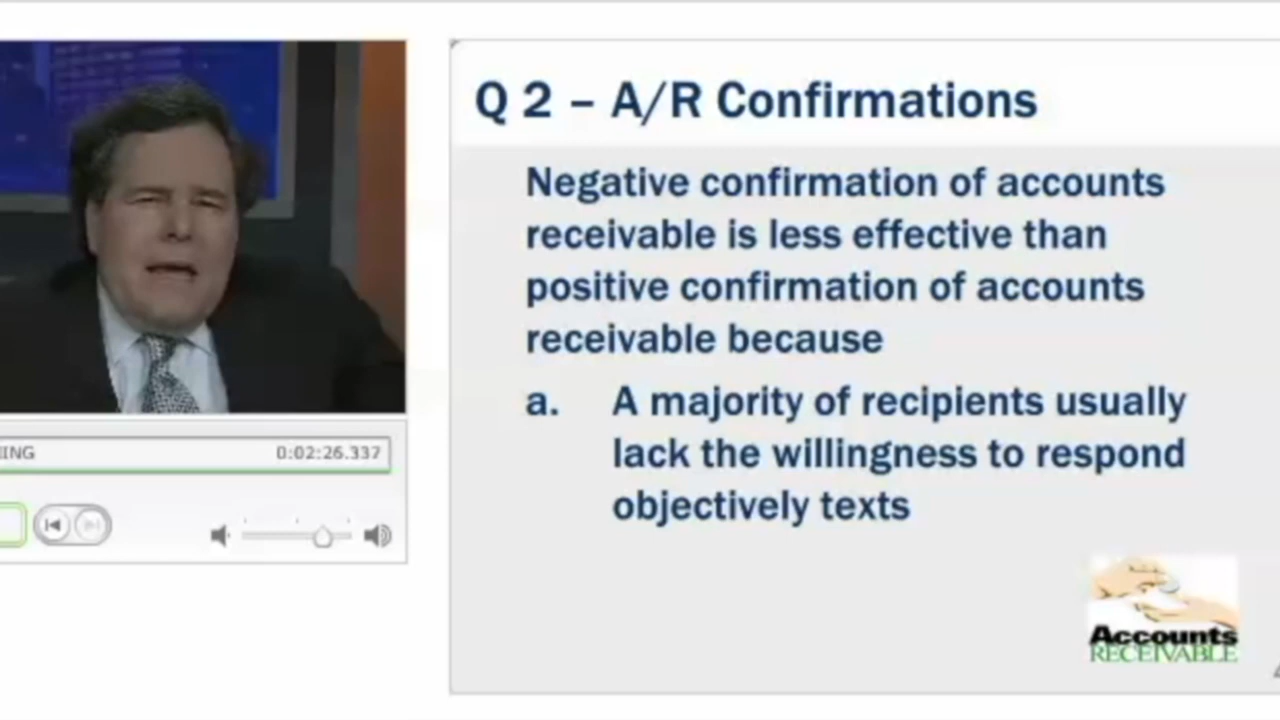 Q 2 – A/R Confirmations
Negative confirmation of accounts
receivable is less effective than
positive confirmation of accounts
receivable because
a. A majority of recipients usually
lack the willingness to respond
objectively texts
ING 0:02:26.337
Accounts
RECEIVABLE